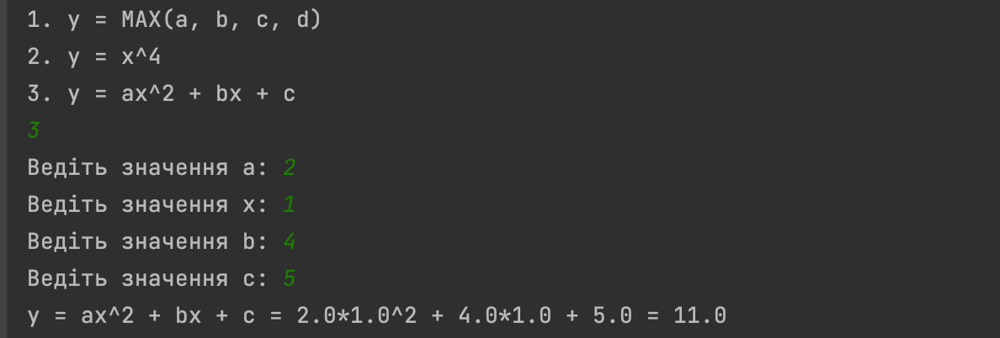 1. y = MAX(a, b, c, d)
2. y = x^4
3. y = ax^2 + bx + c
3
Ведіть значення a: 2
Ведіть значення x: 1
Ведіть значення b: 4
Ведіть значення c: 5
y = ax^2 + bx + c = 2.0*1.0^2 + 4.0*1.0 + 5.0 = 11.0